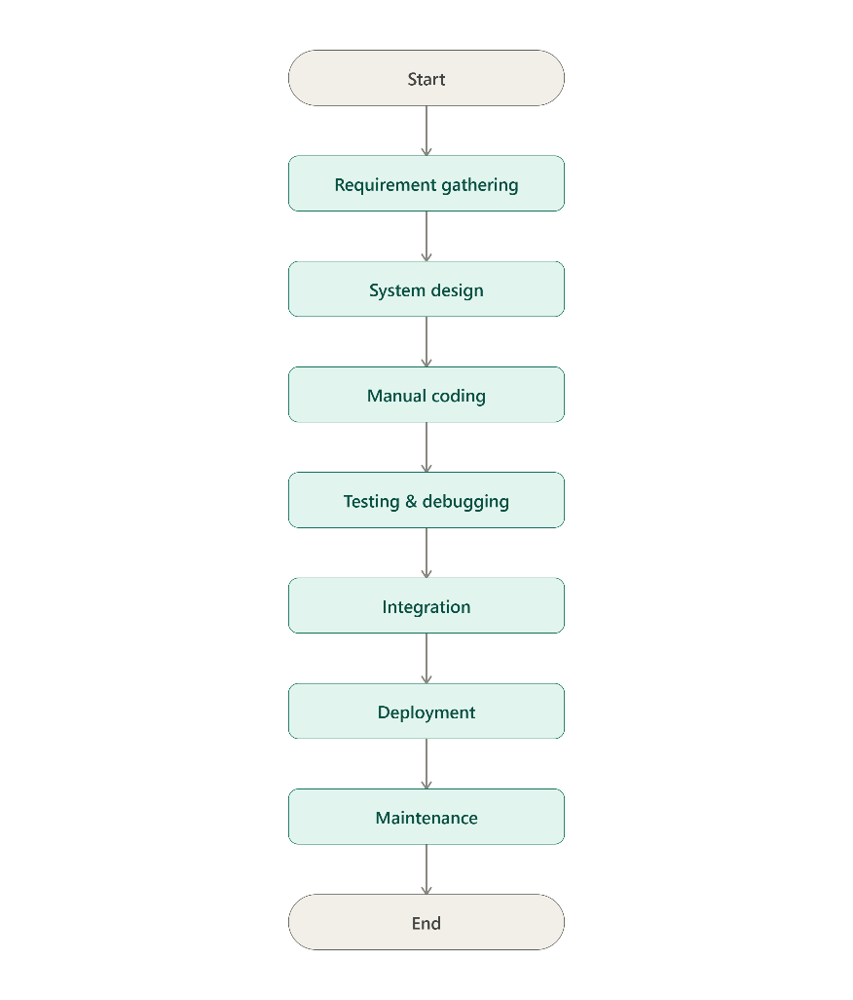 Start
Requirement gathering
System design
Manual coding
Testing & debugging
Integration
Deployment
Maintenance
End